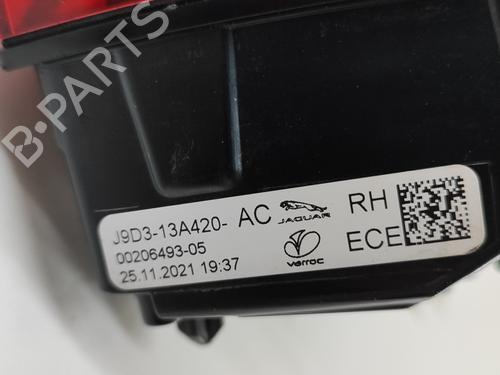 B-PARTS
J9D3-13A420- AC JAGUAR RH
00206493-05
25.11.2021 19:37 varroc ECE